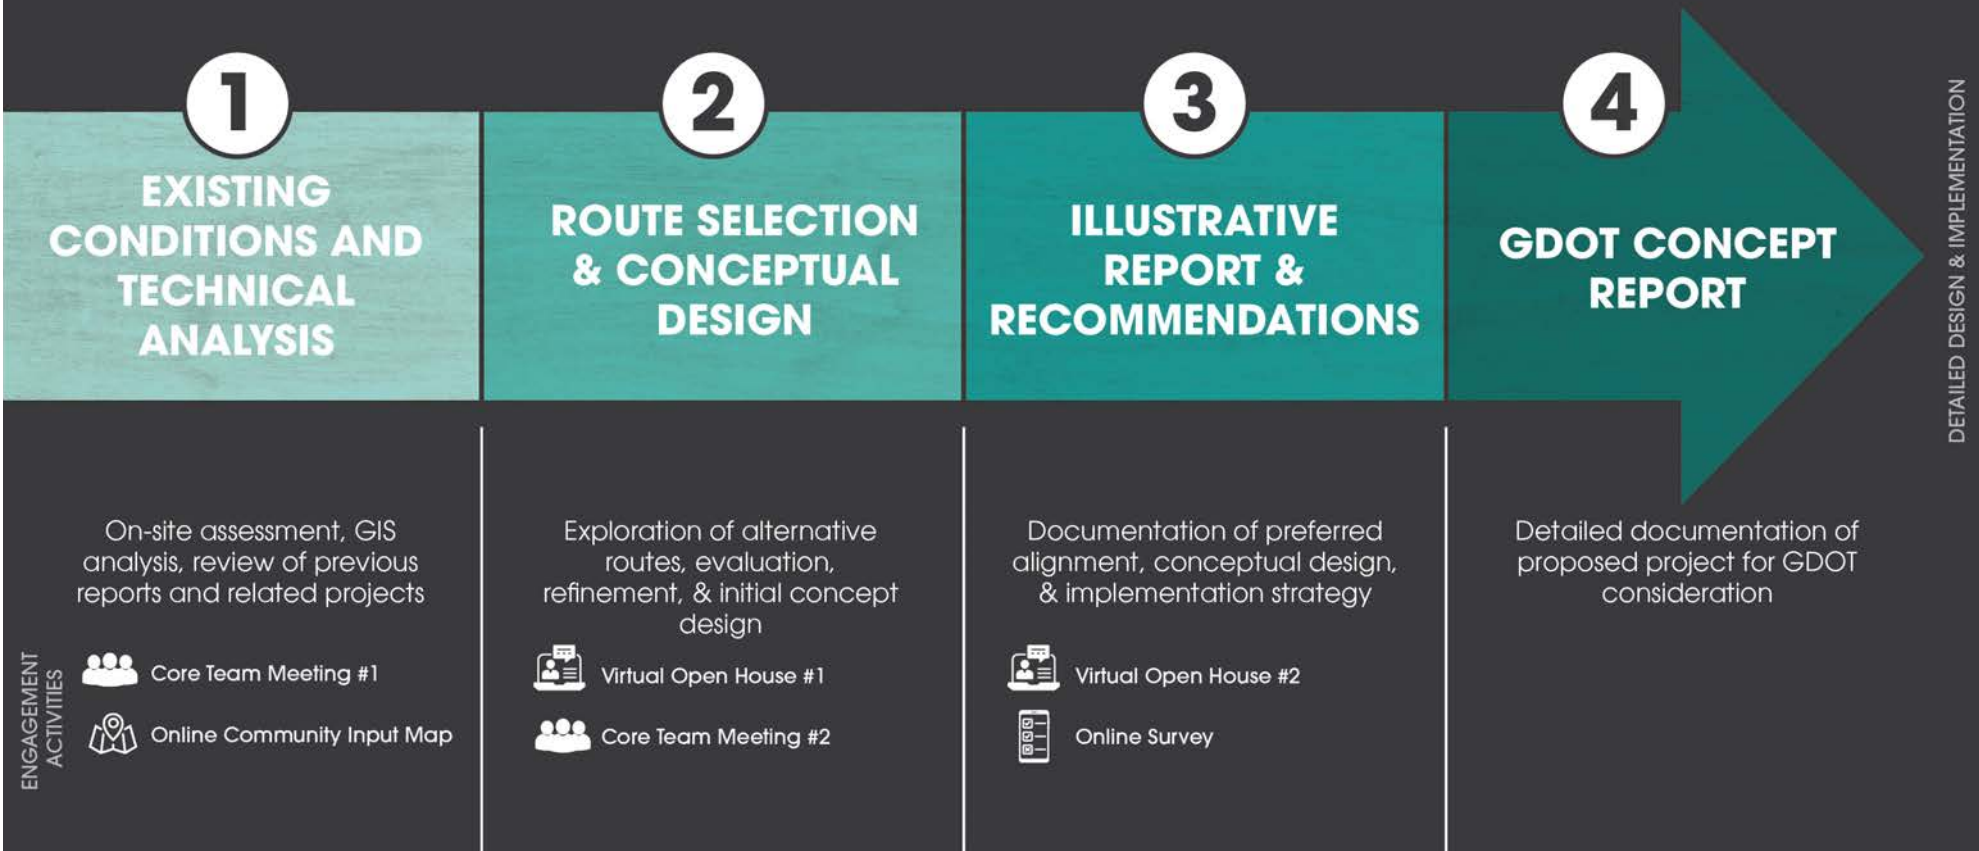 1
EXISTING
CONDITIONS AND
TECHNICAL
ANALYSIS
On-site assessment, GIS
analysis, review of previous
reports and related projects
ENGAGEMENT
ACTIVITIES
Core Team Meeting #1
Online Community Input Map
2
ROUTE SELECTION
& CONCEPTUAL
DESIGN
Exploration of alternative
routes, evaluation,
refinement, & initial concept
design
Virtual Open House #1
Core Team Meeting #2
3
ILLUSTRATIVE
REPORT &
RECOMMENDATIONS
Documentation of preferred
alignment, conceptual design,
& implementation strategy
Virtual Open House #2
Online Survey
4
GDOT CONCEPT
REPORT
Detailed documentation of
proposed project for GDOT
consideration
DETAILED DESIGN & IMPLEMENTATION